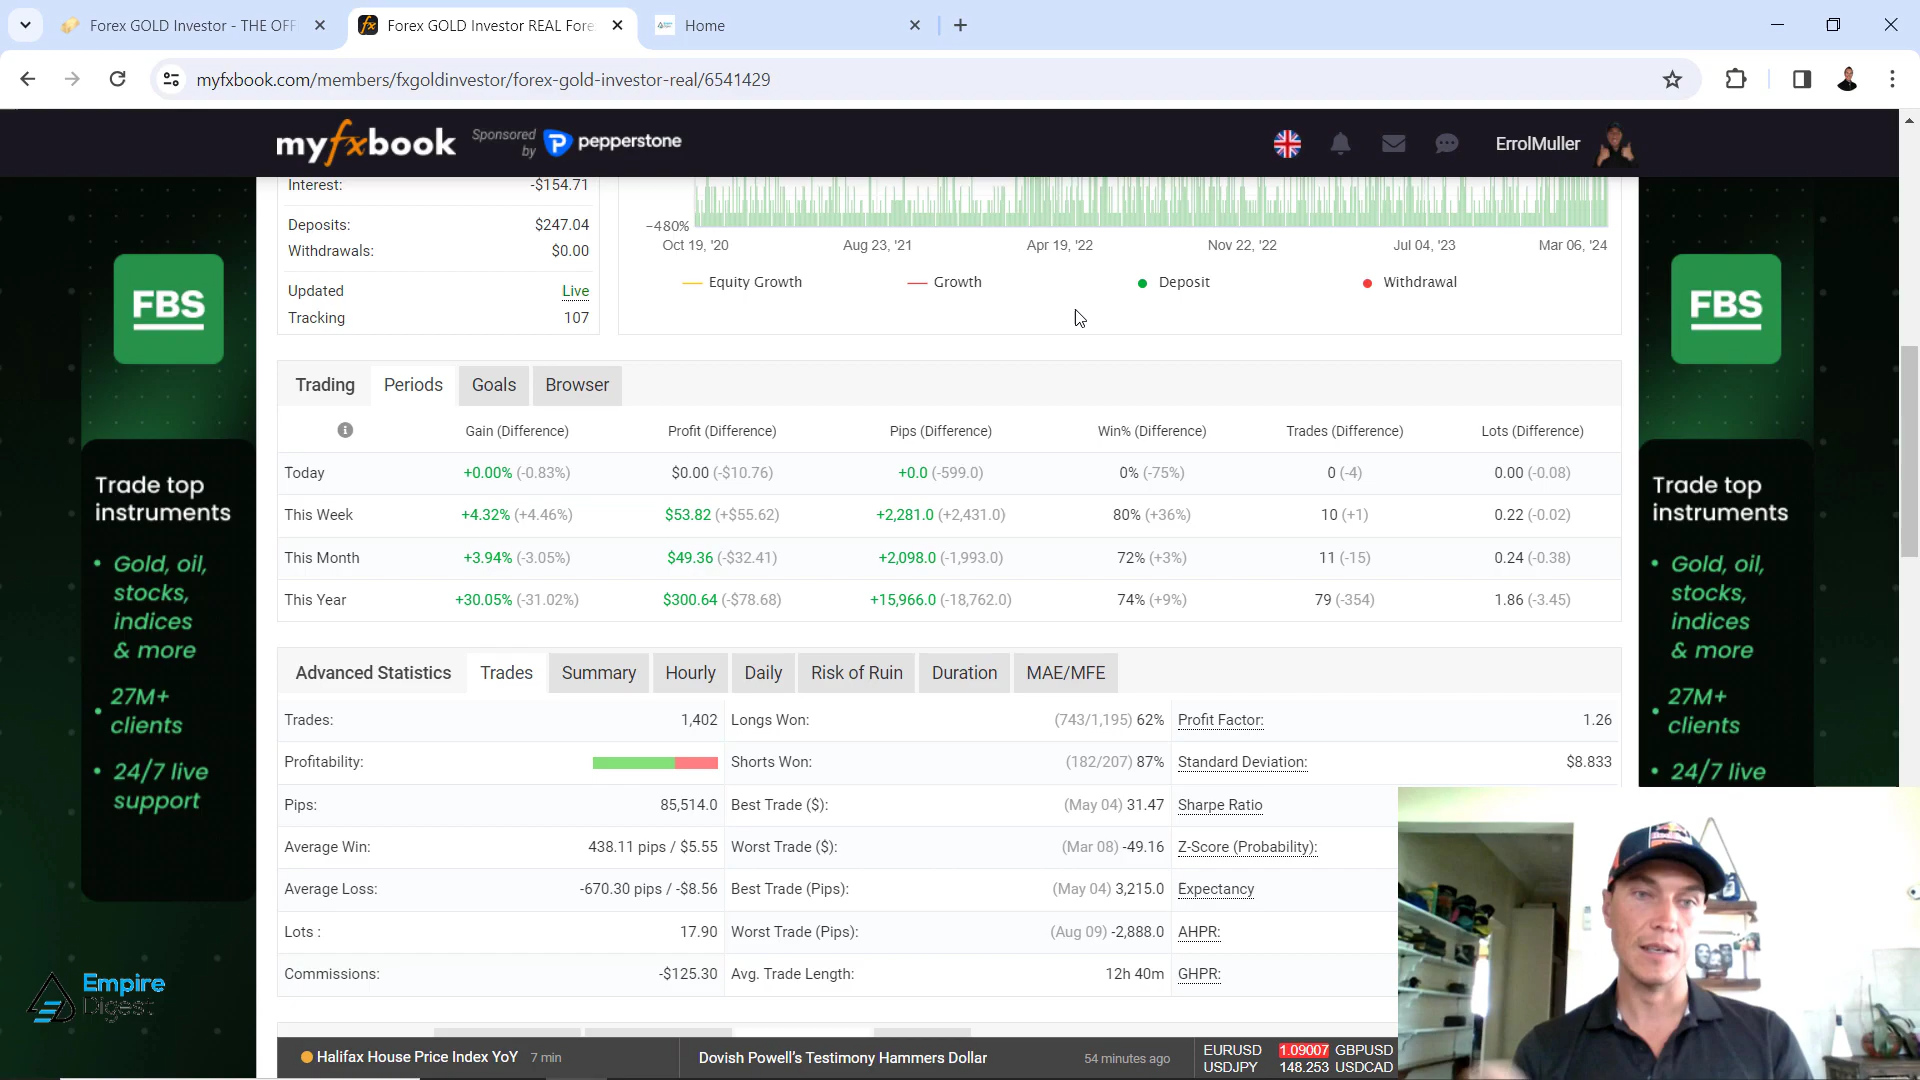 Forex GOLD Investor - THE OFF
Forex GOLD Investor REAL Fore
Home
myfxbook.com/members/fxgoldinvestor/forex-gold-investor-real/6541429
myfxbook Sponsored by pepperstone
ErrolMuller
Interest: -$154.71
Deposits: $247.04
Withdrawals: $0.00
Updated Live
Tracking 107
-480%
Oct 19, '20 Aug 23, '21 Apr 19, '22 Nov 22, '22 Jul 04, '23 Mar 06, '24
Equity Growth Growth Deposit Withdrawal
FBS
Trade top
instruments
• Gold, oil,
stocks,
indices
& more
• 27M+
clients
• 24/7 live
support
Trading Periods Goals Browser
Gain (Difference) Profit (Difference) Pips (Difference) Win% (Difference) Trades (Difference) Lots (Difference)
Today +0.00% (-0.83%) $0.00 (-$10.76) +0.0 (-599.0) 0% (-75%) 0 (-4) 0.00 (-0.08)
This Week +4.32% (+4.46%) $53.82 (+$55.62) +2,281.0 (+2,431.0) 80% (+36%) 10 (+1) 0.22 (-0.02)
This Month +3.94% (-3.05%) $49.36 (-$32.41) +2,098.0 (-1,993.0) 72% (+3%) 11 (-15) 0.24 (-0.38)
This Year +30.05% (-31.02%) $300.64 (-$78.68) +15,966.0 (-18,762.0) 74% (+9%) 79 (-354) 1.86 (-3.45)
Advanced Statistics Trades Summary Hourly Daily Risk of Ruin Duration MAE/MFE
Trades: 1,402 Longs Won: (743/1,195) 62% Profit Factor: 1.26
Profitability: Shorts Won: (182/207) 87% Standard Deviation: $8.833
Pips: 85,514.0 Best Trade ($): (May 04) 31.47 Sharpe Ratio
Average Win: 438.11 pips / $5.55 Worst Trade ($): (Mar 08) -49.16 Z-Score (Probability):
Average Loss: -670.30 pips / -$8.56 Best Trade (Pips): (May 04) 3,215.0 Expectancy
Lots : 17.90 Worst Trade (Pips): (Aug 09) -2,888.0 AHPR:
Commissions: -$125.30 Avg. Trade Length: 12h 40m GHPR:
FBS
Trade top
instruments
• Gold, oil,
stocks,
indices
& more
• 27M+
clients
• 24/7 live
Empire
Digest
Halifax House Price Index YoY 7 min
Dovish Powell's Testimony Hammers Dollar 54 minutes ago
EURUSD 1.09007 GBPUSD
USDJPY 148.253 USDCAD